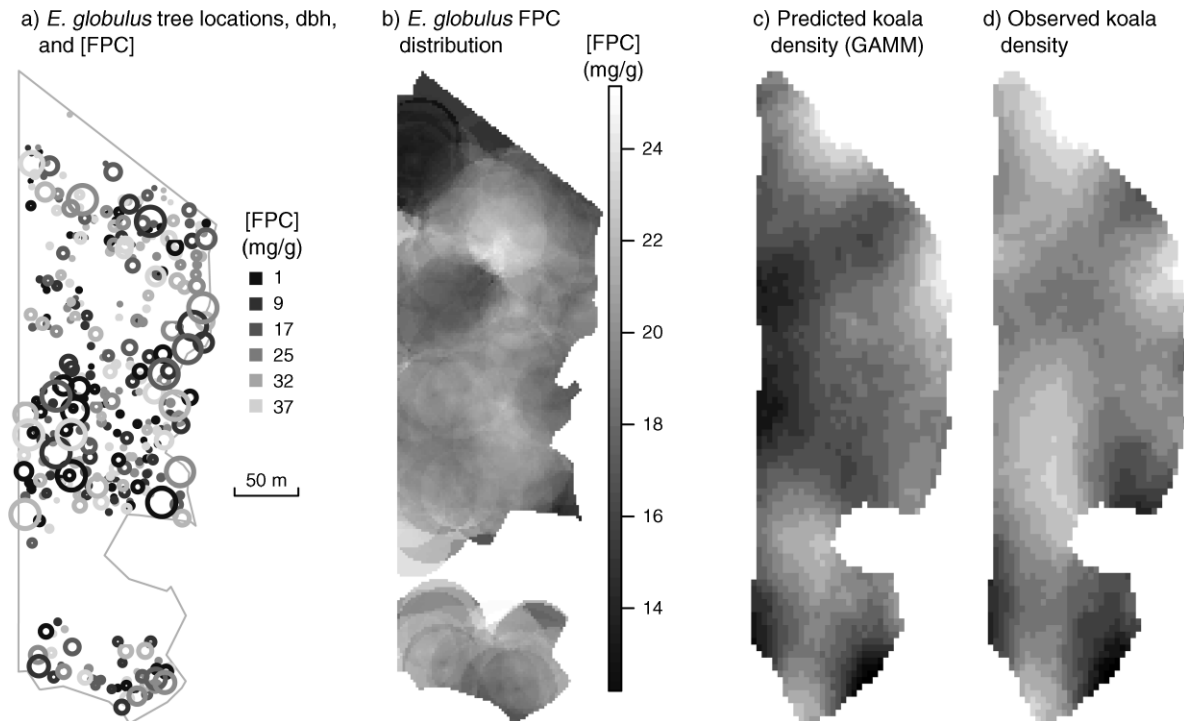 a) E. globulus tree locations, dbh,
and [FPC]
[FPC]
(mg/g)
1
9
17
25
32
37
50 m
b) E. globulus FPC
distribution
[FPC]
(mg/g)
24
22
20
18
16
14
c) Predicted koala
density (GAMM)
d) Observed koala
density